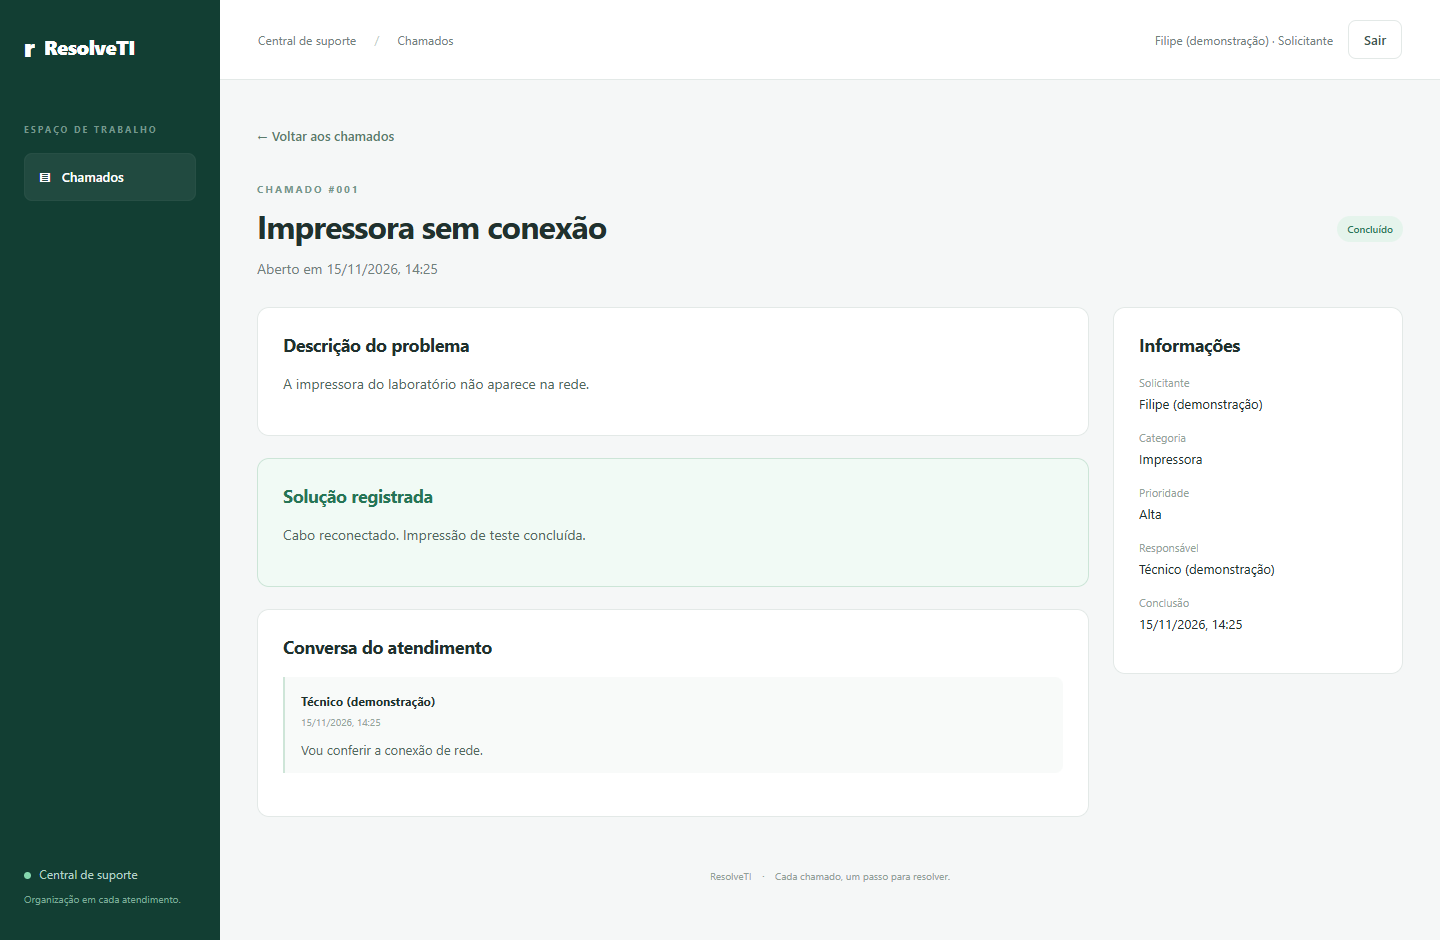 r ResolveTI
ESPAÇO DE TRABALHO
Chamados
Central de suporte
Organização em cada atendimento.
Central de suporte / Chamados
Filipe (demonstração) · Solicitante
Sair
← Voltar aos chamados
CHAMADO #001
Impressora sem conexão
Concluído
Aberto em 15/11/2026, 14:25
Descrição do problema
A impressora do laboratório não aparece na rede.
Solução registrada
Cabo reconectado. Impressão de teste concluída.
Conversa do atendimento
Técnico (demonstração)
15/11/2026, 14:25
Vou conferir a conexão de rede.
Informações
Solicitante
Filipe (demonstração)
Categoria
Impressora
Prioridade
Alta
Responsável
Técnico (demonstração)
Conclusão
15/11/2026, 14:25
ResolveTI · Cada chamado, um passo para resolver.